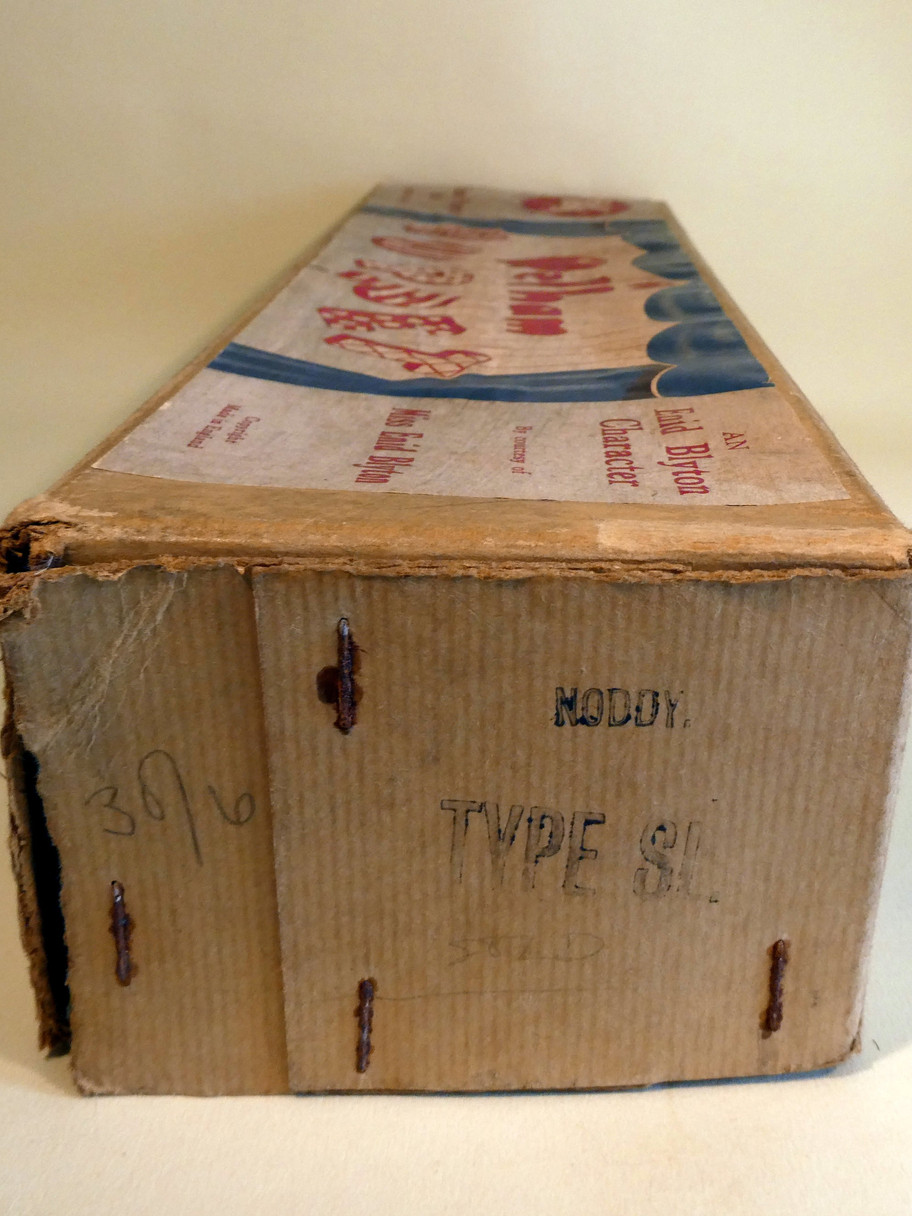 Pelham
PUPPETS
AN
Enid Blyton
Character
By courtesy of
Miss Enid Blyton
Copyright
Made in England
NODDY.
TYPE SL.
30/6
SOLD